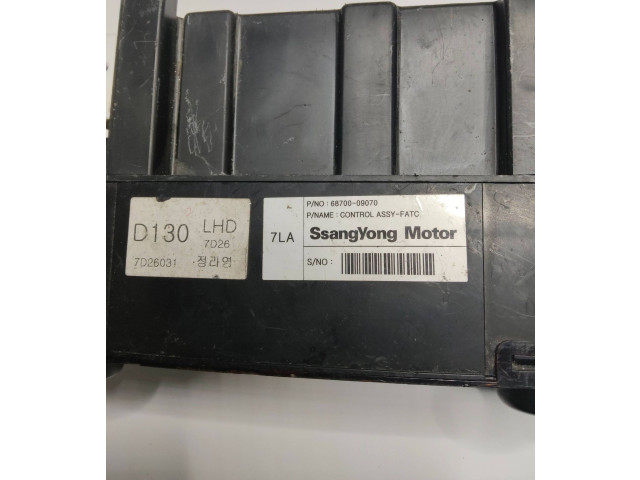 D130 LHD
7D26
7D26031 정라영
7LA
P/NO : 68700-09070
P/NAME : CONTROL ASSY-FATC
SsangYong Motor
S/NO :